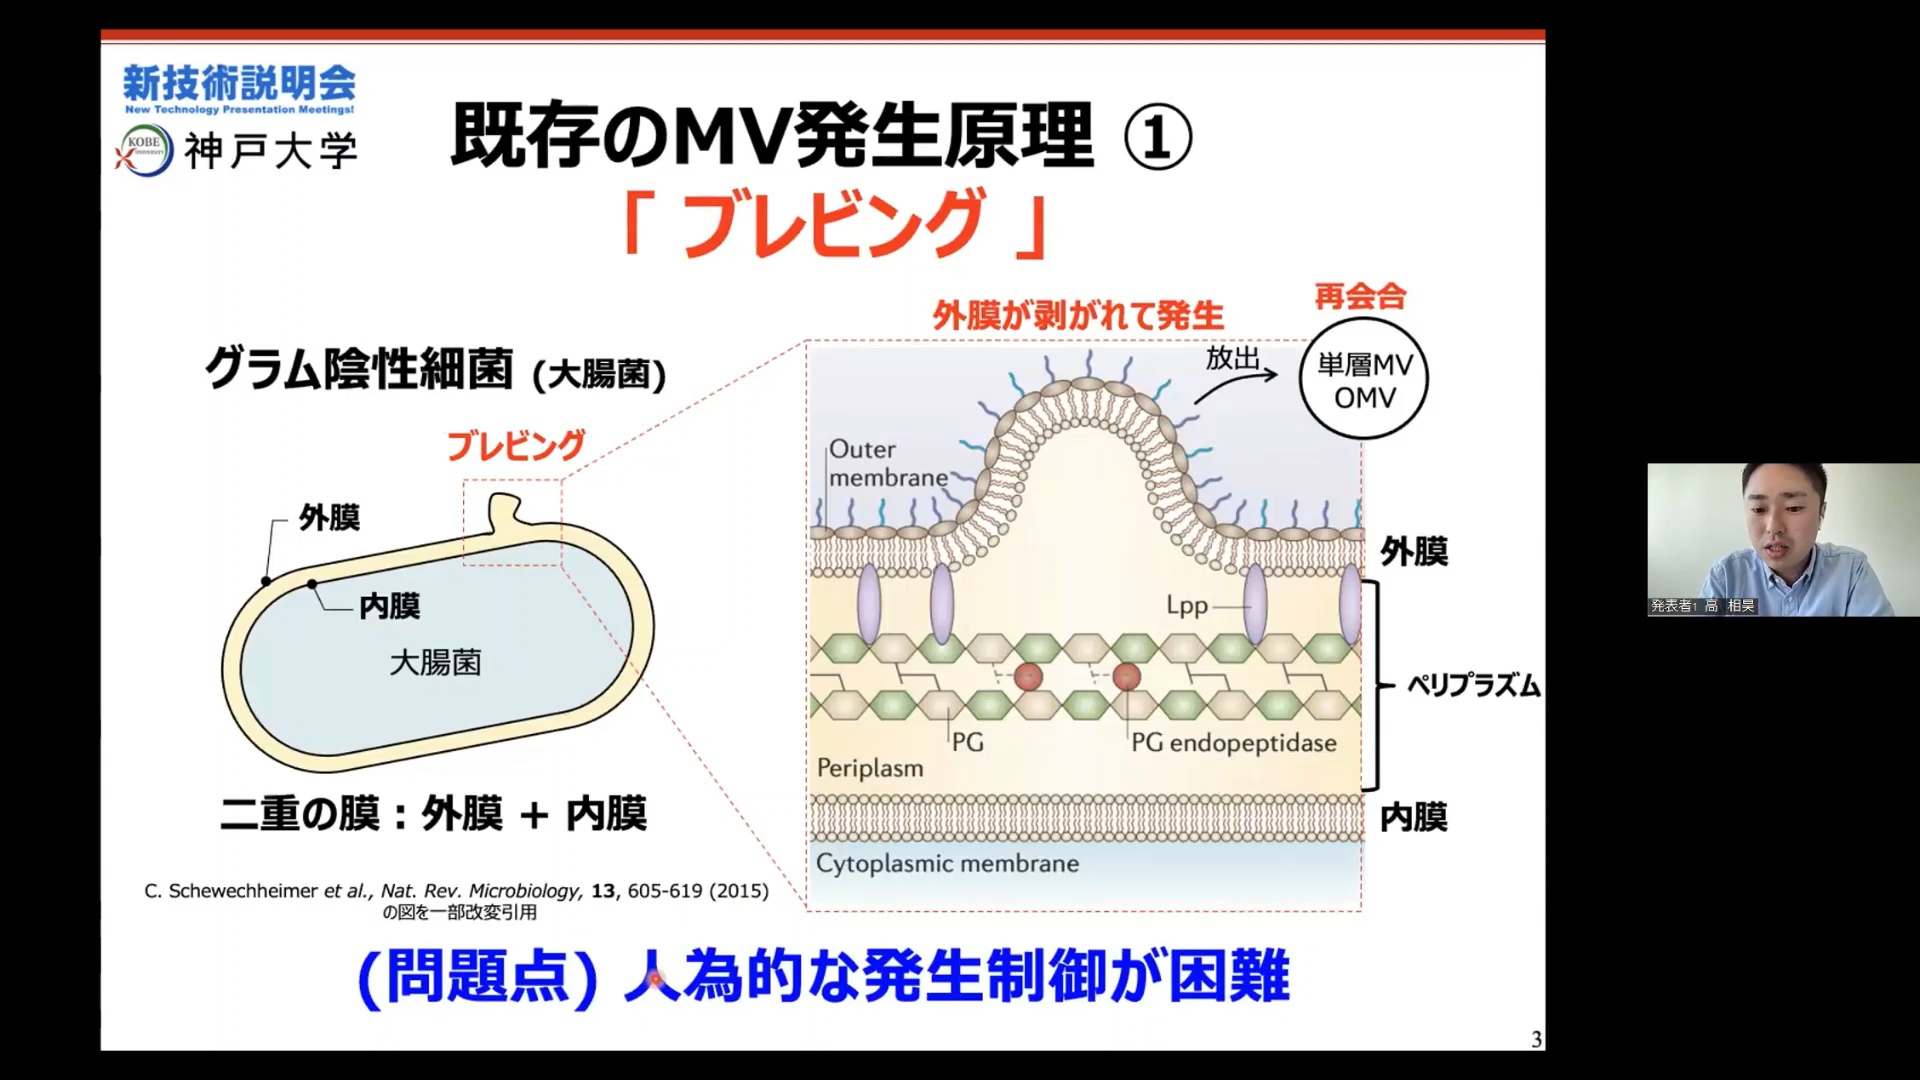 新技術説明会
New Technology Presentation Meetings!
KOBE
UNIVERSITY
神戸大学
既存のMV発生原理 ①
「 ブレビング 」
グラム陰性細菌 (大腸菌)
ブレビング
外膜
内膜
大腸菌
二重の膜：外膜 + 内膜
外膜が剥がれて発生
再会合
放出
単層MV
OMV
Outer
membrane
外膜
Lpp
ペリプラズム
PG
PG endopeptidase
Periplasm
内膜
Cytoplasmic membrane
C. Schewechheimer et al., Nat. Rev. Microbiology, 13, 605-619 (2015)
の図を一部改変引用
(問題点) 人為的な発生制御が困難
3
発表者1 高 相昊